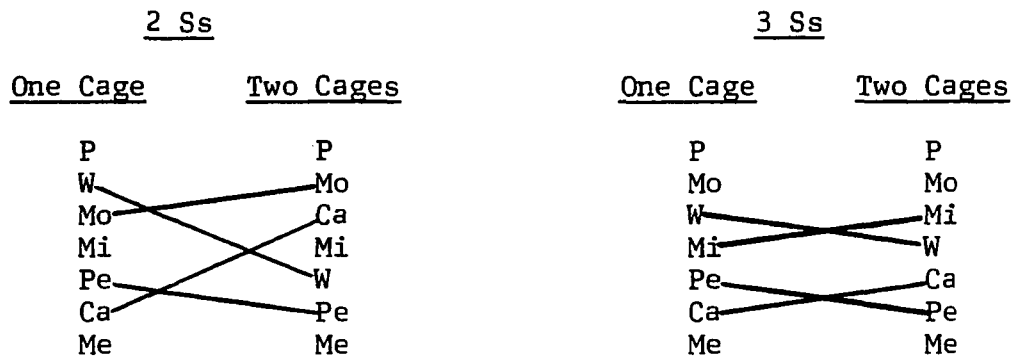 2 Ss 3 Ss
One Cage Two Cages One Cage Two Cages
P P P P
W Mo Mo Mo
Mo Ca W Mi
Mi Mi Mi W
Pe W Pe Ca
Ca Pe Ca Pe
Me Me Me Me